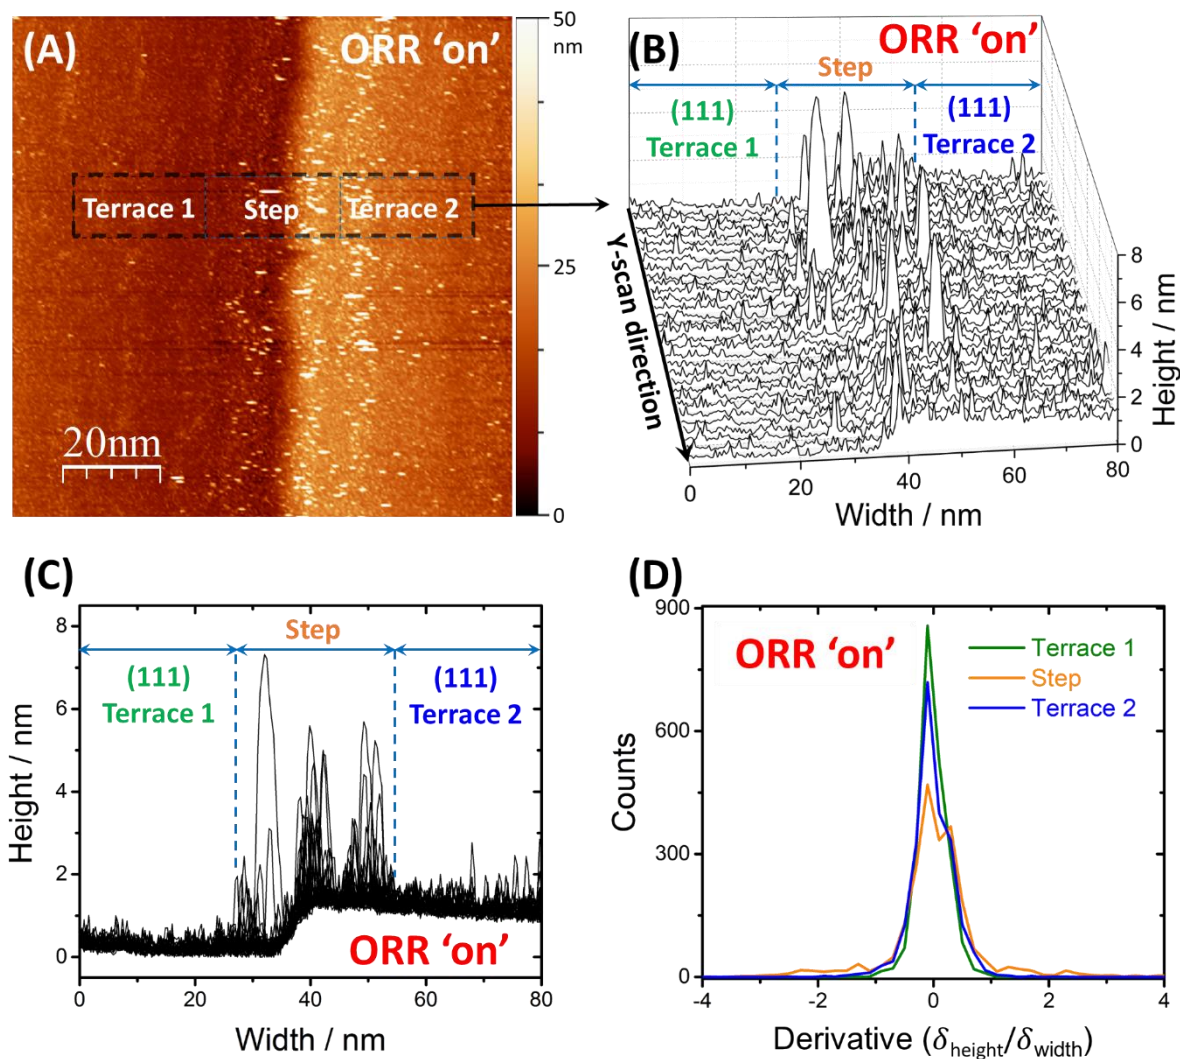 (A)
ORR ‘on’
50
nm
25
0
Terrace 1
Step
Terrace 2
20nm
(B)
ORR ‘on’
Step
(111)
Terrace 1
(111)
Terrace 2
Y-scan direction
8
6
4
2
0
Height / nm
0
20
40
60
80
Width / nm
(C)
8
6
4
2
0
Height / nm
Step
(111)
Terrace 1
(111)
Terrace 2
ORR ‘on’
0
20
40
60
80
Width / nm
(D)
900
600
300
0
Counts
ORR ‘on’
Terrace 1
Step
Terrace 2
-4
-2
0
2
4
Derivative (δheight/δwidth)